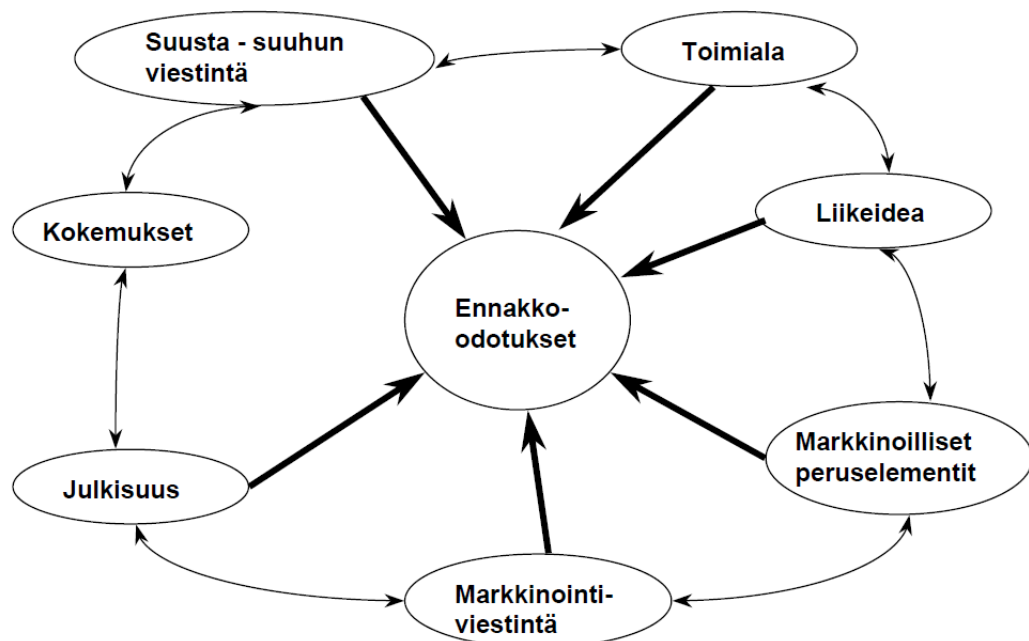 Suusta - suuhun
viestintä
Toimiala
Kokemukset
Liikeidea
Ennakko-
odotukset
Julkisuus
Markkinoilliset
peruselementit
Markkinointi-
viestintä